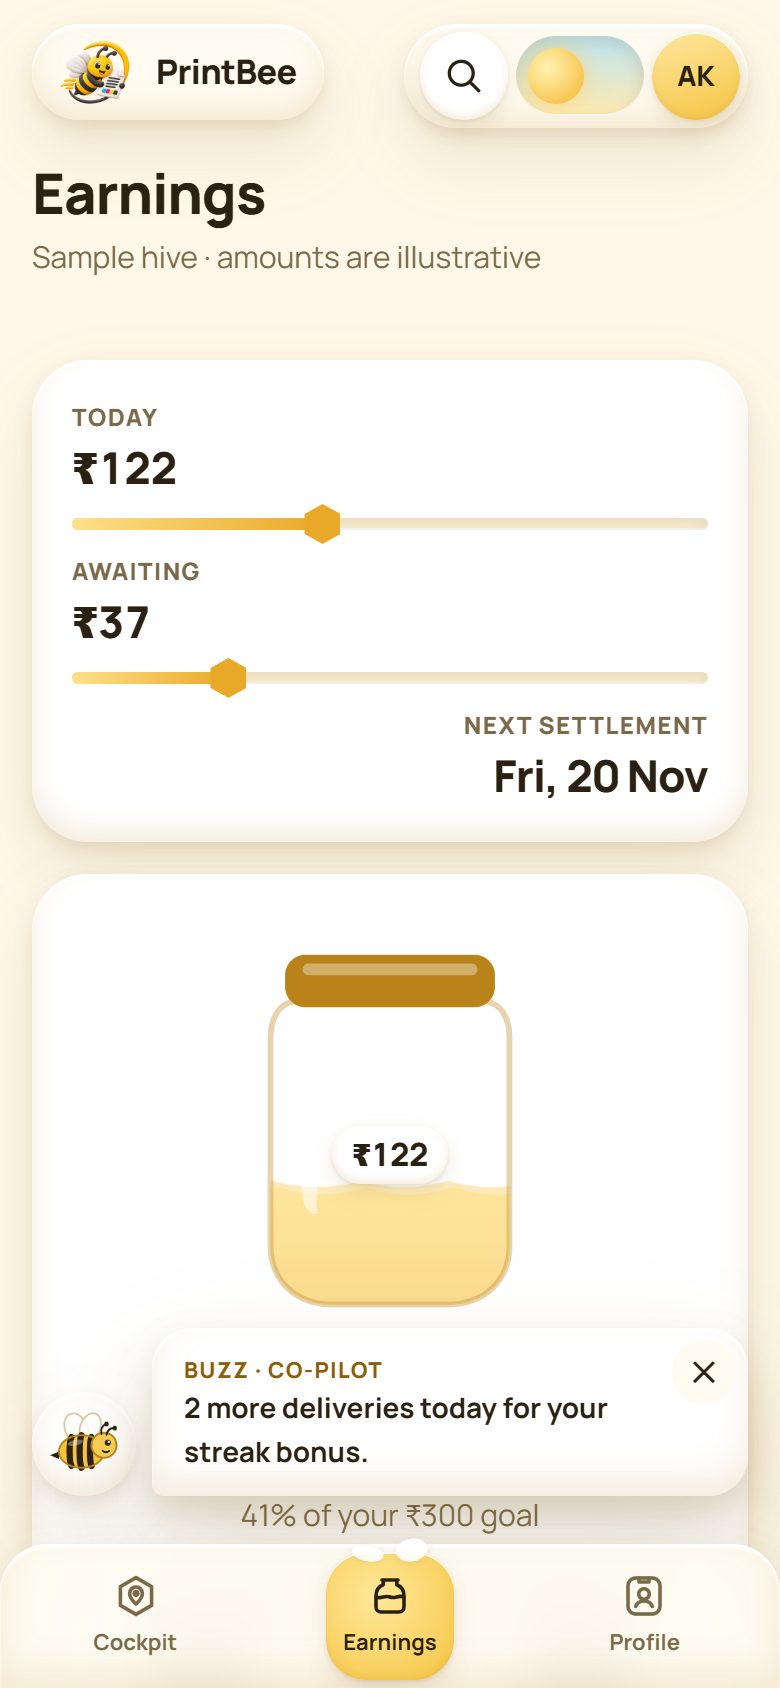 PrintBee
AK
Earnings
Sample hive · amounts are illustrative
TODAY
₹122
AWAITING
₹37
NEXT SETTLEMENT
Fri, 20 Nov
₹122
BUZZ · CO-PILOT
2 more deliveries today for your
streak bonus.
41% of your ₹300 goal
Cockpit
Earnings
Profile